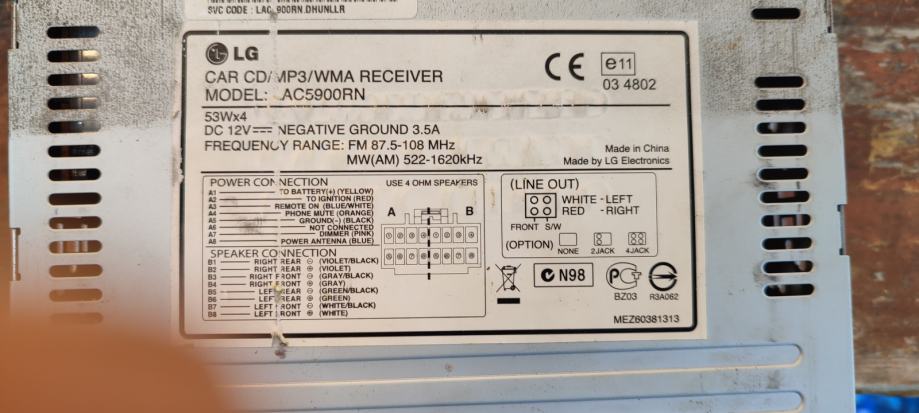 SVC CODE : LAC 900RN.DHUNLLR
LG
CAR CD/MP3/WMA RECEIVER
MODEL: AC5900RN
53Wx4
DC 12V NEGATIVE GROUND 3.5A
FREQUENCY RANGE: FM 87.5-108 MHz
MW(AM) 522-1620kHz
CE e11
03 4802
Made in China
Made by LG Electronics
POWER CONNECTION
A1 TO BATTERY(+) (YELLOW)
A2 TO IGNITION (RED)
A3 REMOTE ON (BLUE/WHITE)
A4 PHONE MUTE (ORANGE)
A5 GROUND(-) (BLACK)
A6 NOT CONNECTED
A7 DIMMER (PINK)
A8 POWER ANTENNA (BLUE)
SPEAKER CONNECTION
B1 RIGHT REAR ⊖ (VIOLET/BLACK)
B2 RIGHT REAR ⊕ (VIOLET)
B3 RIGHT FRONT ⊖ (GRAY/BLACK)
B4 RIGHT FRONT ⊕ (GRAY)
B5 LEFT REAR ⊖ (GREEN/BLACK)
B6 LEFT REAR ⊕ (GREEN)
B7 LEFT FRONT ⊖ (WHITE/BLACK)
B8 LEFT FRONT ⊕ (WHITE)
USE 4 OHM SPEAKERS
A B
(LINE OUT)
WHITE - LEFT
RED - RIGHT
FRONT S/W
(OPTION)
NONE 2JACK 4JACK
N98
BZ03
R3A062
MEZ60381313